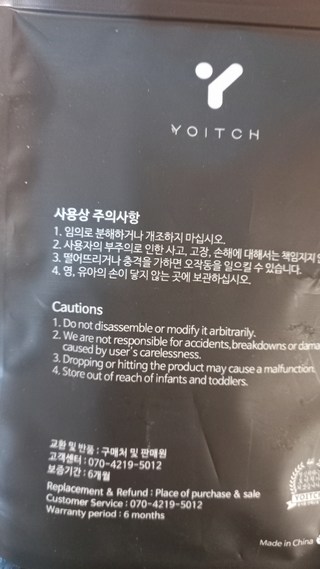 YOITCH
사용상 주의사항
1. 임의로 분해하거나 개조하지 마십시오.
2. 사용자의 부주의로 인한 사고, 고장, 손해에 대해서는 책임지지
3. 떨어뜨리거나 충격을 가하면 오작동을 일으킬 수 있습니다.
4. 영, 유아의 손이 닿지 않는 곳에 보관하십시오.
Cautions
1. Do not disassemble or modify it arbitrarily.
2. We are not responsible for accidents, breakdowns or dama
caused by user's carelessness.
3. Dropping or hitting the product may cause a malfunction.
4. Store out of reach of infants and toddlers.
교환 및 반품 : 구매처 및 판매원
고객센터 : 070-4219-5012
보증기간 : 6개월
Replacement & Refund : Place of purchase & sale
Customer Service : 070-4219-5012
Warranty period : 6 months
YOITCH
Made in China